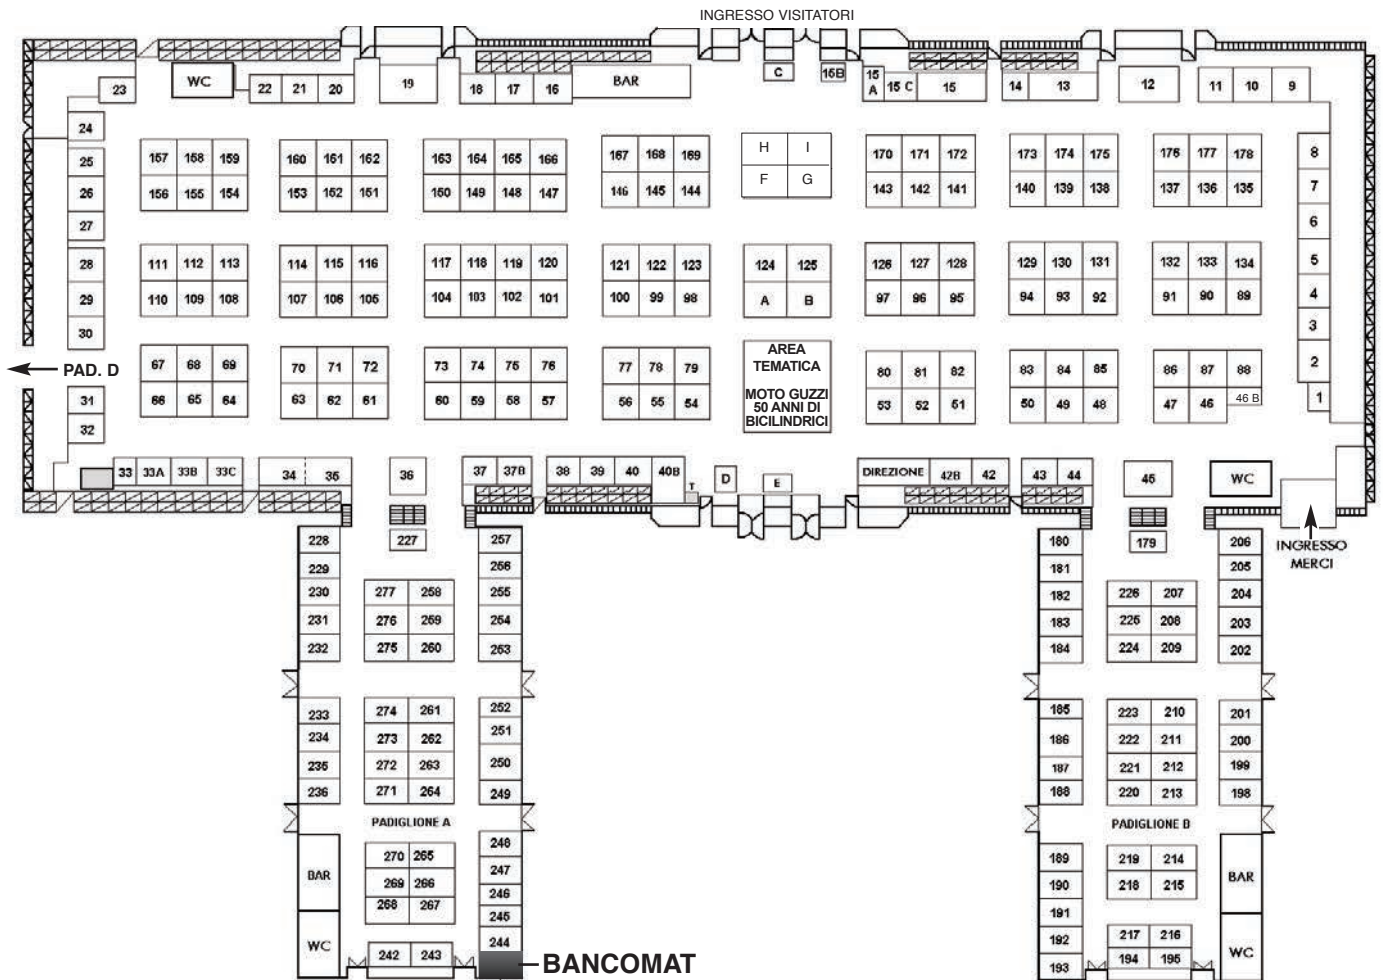 INGRESSO VISITATORI
23
WC
22 21 20
19
18 17 16
BAR
C
15B
15 A
15 C
15
14 13
12
11 10 9
24
25
26
27
28
29
30
PAD. D
31
32
157 158 159
156 155 154
160 161 162
153 152 151
163 164 165 166
150 149 148 147
167 168 169
146 145 144
H I
F G
170 171 172
143 142 141
173 174 175
140 139 138
176 177 178
137 136 135
8
7
6
5
4
3
2
1
111 112 113
110 109 108
114 115 116
107 106 105
117 118 119 120
104 103 102 101
121 122 123
100 99 98
124 125
A B
126 127 128
97 96 95
129 130 131
94 93 92
132 133 134
91 90 89
67 68 69
66 65 64
70 71 72
63 62 61
73 74 75 76
60 59 58 57
77 78 79
56 55 54
AREA
TEMATICA
MOTO GUZZI
50 ANNI DI
BICILINDRICI
80 81 82
53 52 51
83 84 85
50 49 48
86 87 88
47 46 46 B
33 33A 33B 33C
34 35
36
37 37B
38 39 40 40B
T
D
E
DIREZIONE 42B 42
43 44
45
WC
INGRESSO
MERCI
228
229
230
231
232
233
234
235
236
BAR
WC
227
277 258
276 259
275 260
274 261
273 262
272 263
271 264
PADIGLIONE A
270 265
269 266
268 267
242 243
257
256
255
254
253
252
251
250
249
248
247
246
245
244
BANCOMAT
180
181
182
183
184
185
186
187
188
189
190
191
192
193
179
226 207
225 208
224 209
223 210
222 211
221 212
220 213
PADIGLIONE B
219 214
218 215
217 216
194 195
206
205
204
203
202
201
200
199
198
BAR
WC